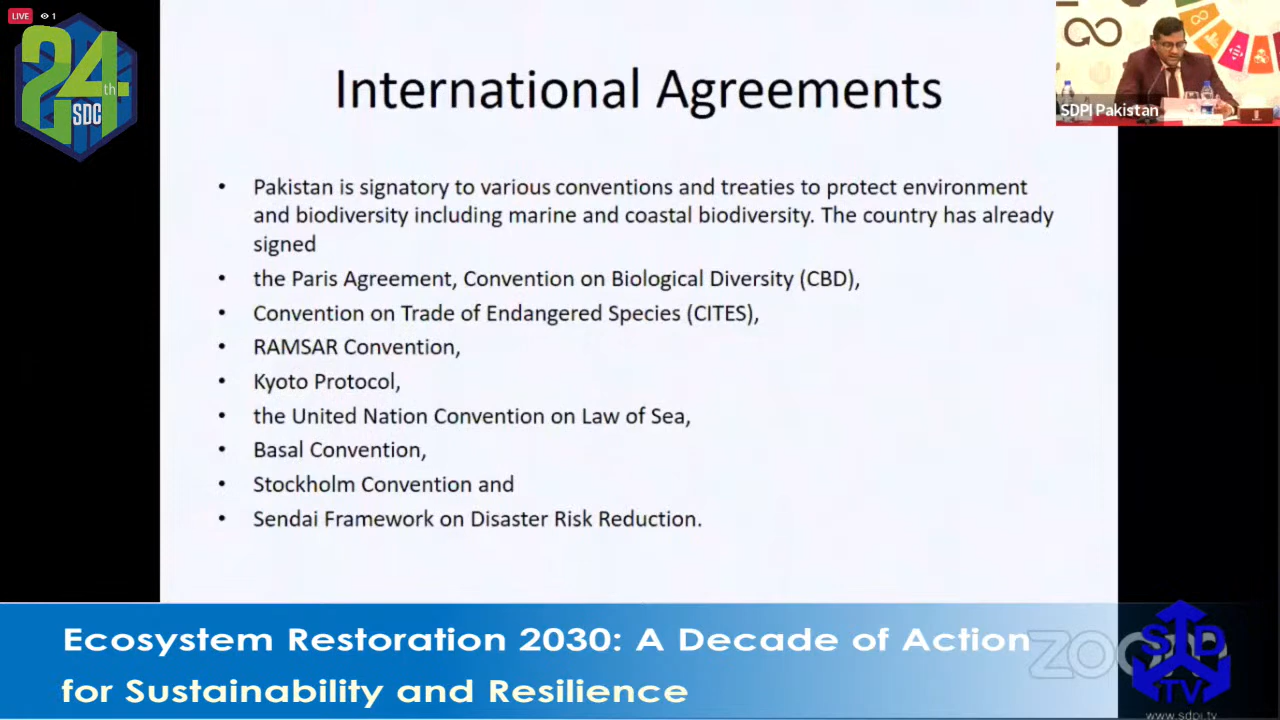 LIVE 1
24th
SDC
SDPI Pakistan
International Agreements
• Pakistan is signatory to various conventions and treaties to protect environment
and biodiversity including marine and coastal biodiversity. The country has already
signed
• the Paris Agreement, Convention on Biological Diversity (CBD),
• Convention on Trade of Endangered Species (CITES),
• RAMSAR Convention,
• Kyoto Protocol,
• the United Nation Convention on Law of Sea,
• Basal Convention,
• Stockholm Convention and
• Sendai Framework on Disaster Risk Reduction.
Ecosystem Restoration 2030: A Decade of Action
for Sustainability and Resilience
zoom
SD
TV
www.sdpi.tv